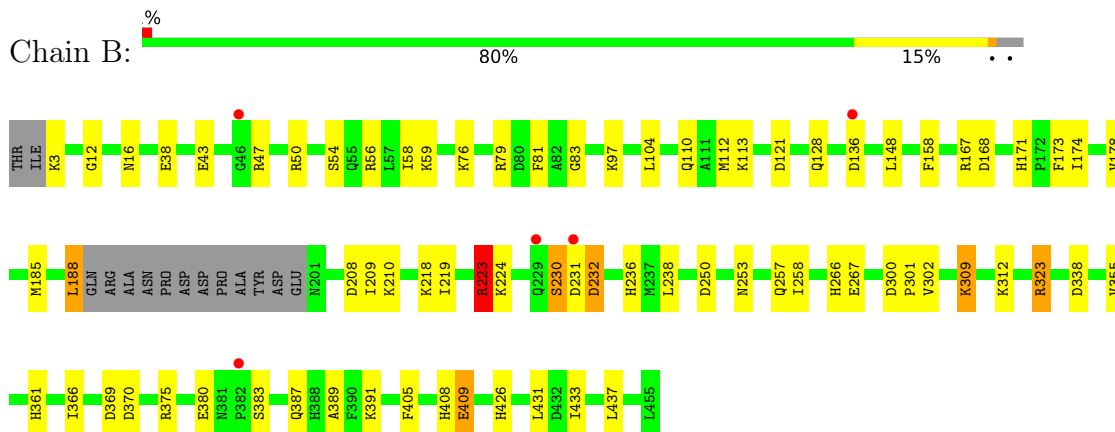 .%
Chain B:
80% 15% • •
THR ILE K3 G12 N16 E38 E43 G46 R47 R50 S54 Q55 R56 L57 I58 K59 K76 R79 D80 F81 A82 G83 K97 L104 Q110 A111 M112 K113 D121 Q128 D136 L148 F158 R167 D168 H171 P172 F173 I174
M185 L188 GLN ARG ALA ASN PRO ASP ASP PRO ALA TYR ASP GLU N201 D208 I209 K210 K218 I219 R223 K224 Q229 S230 D231 D232 H236 M237 L238 D250 N253 Q257 I258 H266 E267 D300 P301 V302 K309 K312 R323 D338 V355
H361 I366 D369 D370 R375 E380 N381 P382 S383 Q387 H388 A389 F390 K391 F405 H408 E409 H426 L431 D432 I433 L437 L455